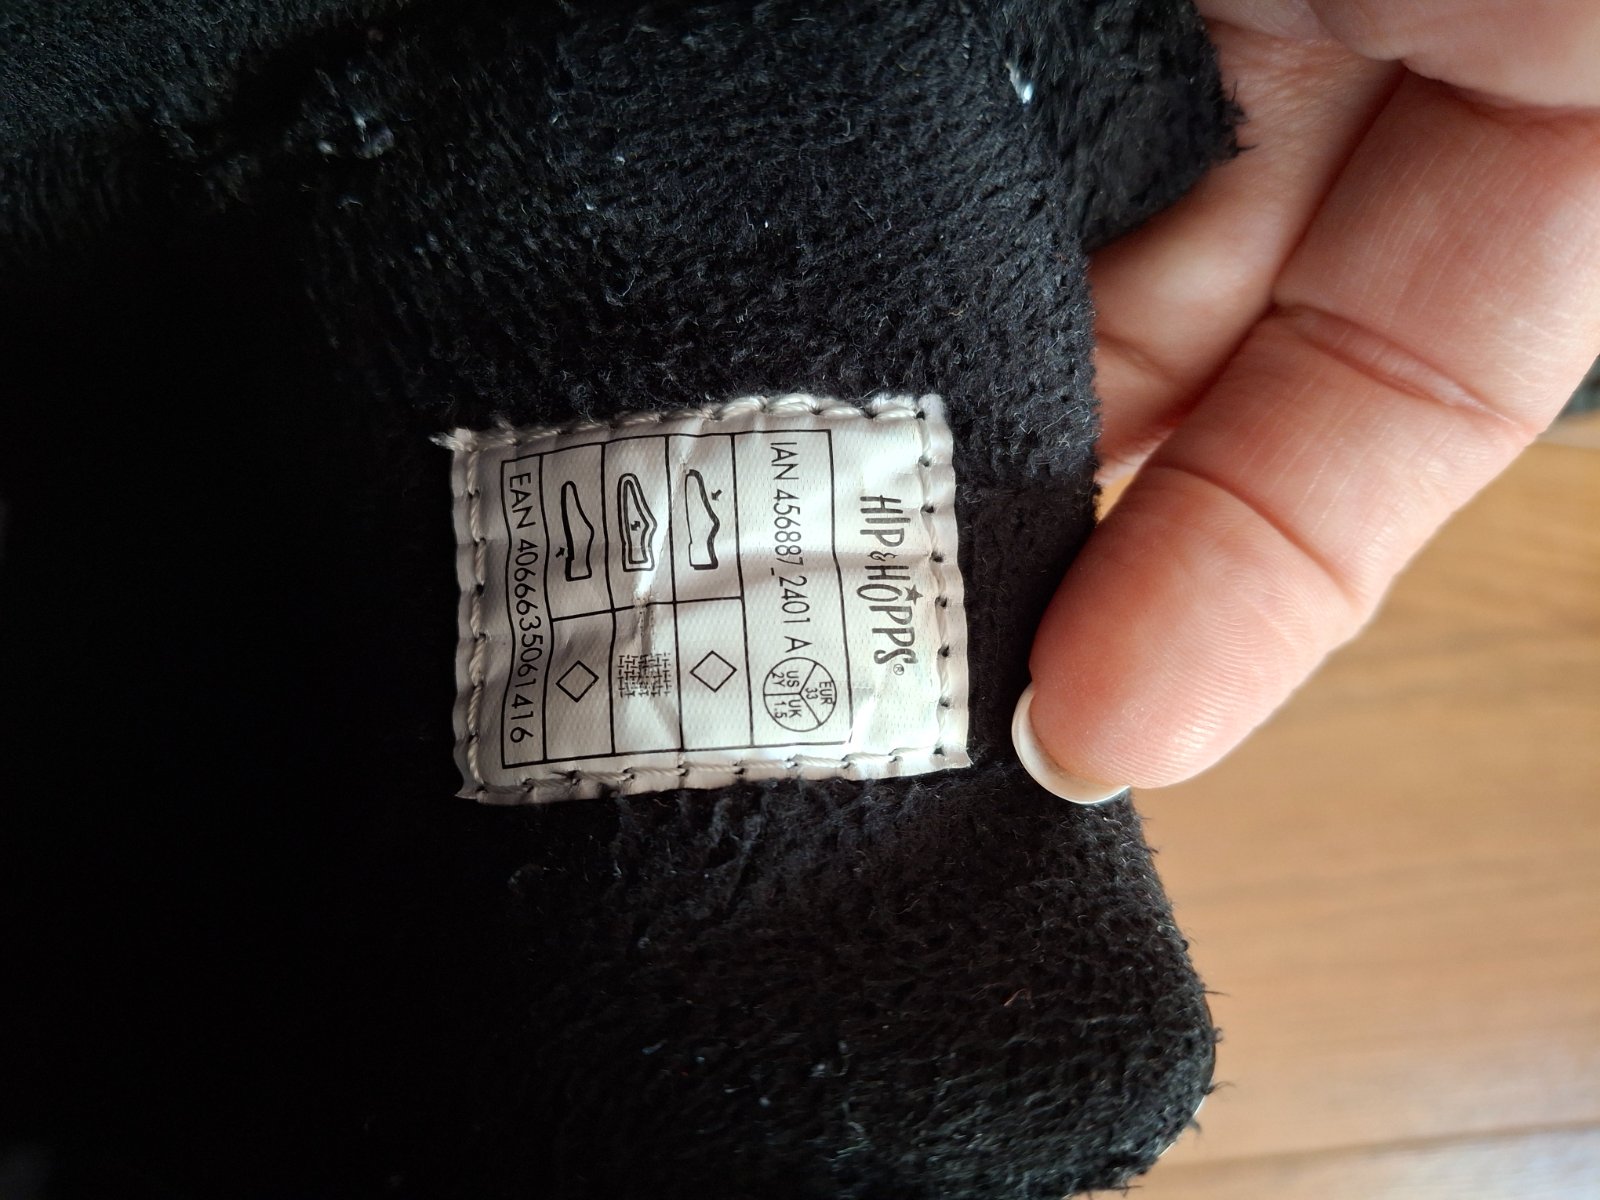 HIP & HOPPS®
IAN 456887_2401 A
EUR
33
US
2Y
UK
1.5
EAN 4066635061416